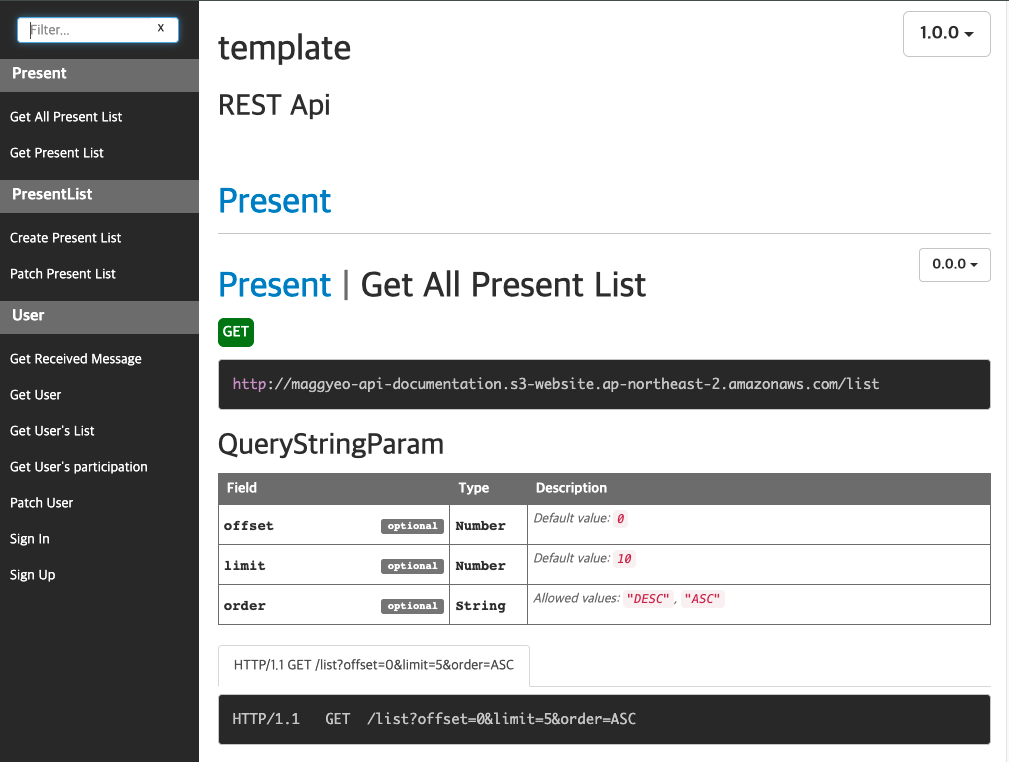 Filter...
x
Present
Get All Present List
Get Present List
PresentList
Create Present List
Patch Present List
User
Get Received Message
Get User
Get User's List
Get User's participation
Patch User
Sign In
Sign Up
template
1.0.0
REST Api
Present
Present | Get All Present List
0.0.0
GET
http://maggyeo-api-documentation.s3-website.ap-northeast-2.amazonaws.com/list
QueryStringParam
Field Type Description
offset optional Number Default value: 0
limit optional Number Default value: 10
order optional String Allowed values: "DESC", "ASC"
HTTP/1.1 GET /list?offset=0&limit=5&order=ASC
HTTP/1.1 GET /list?offset=0&limit=5&order=ASC